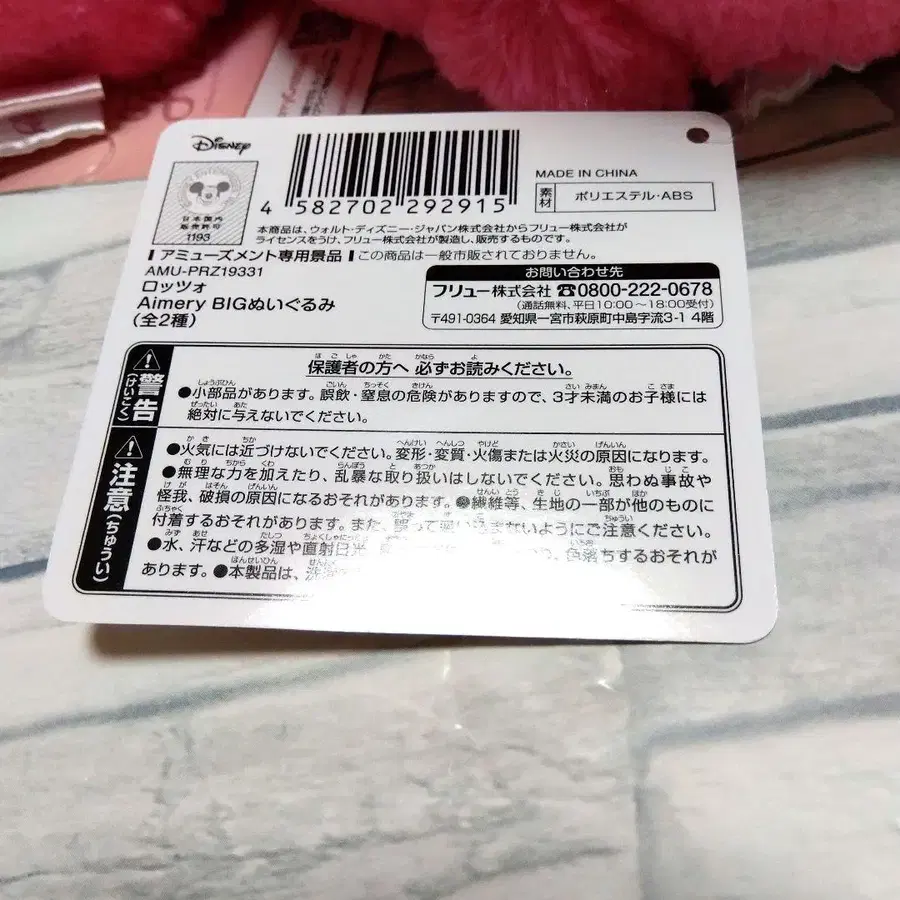 Disney
日本国内
販売許可
1193
4 582702 292915
MADE IN CHINA
素材 ポリエステル・ABS
本商品は、ウォルト・ディズニー・ジャパン株式会社からフリュー株式会社が
ライセンスをうけ、フリュー株式会社が製造し、販売するものです。
アミューズメント専用景品 この商品は一般市販されておりません。
AMU-PRZ19331
ロッツォ
Aimery BIGぬいぐるみ
(全2種)
お問い合わせ先
フリュー株式会社 ☎0800-222-0678
(通話無料、平日10:00〜18:00受付)
〒491-0364 愛知県一宮市萩原町中島字流3-1 4階
警告(けいこく)
保護者の方へ 必ずお読みください。
●小部品があります。誤飲・窒息の危険がありますので、3才未満のお子様には
絶対に与えないでください。
注意(ちゅうい)
●火気には近づけないでください。変形・変質・火傷または火災の原因になります。
●無理な力を加えたり、乱暴な取り扱いはしないでください。思わぬ事故や
怪我、破損の原因になるおそれがあります。●繊維等、生地の一部が他のものに
付着するおそれがあります。また、誤って吸い込まないようにご注意ください。
●水、汗などの多湿や直射日光 色落ちするおそれが
あります。●本製品は、洗